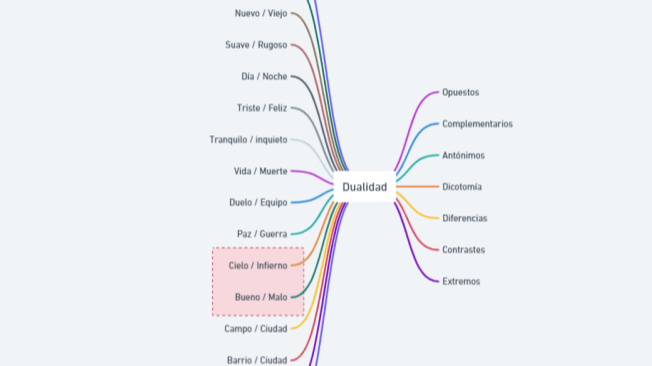 Nuevo / Viejo
Suave / Rugoso
Día / Noche
Triste / Feliz
Tranquilo / inquieto
Vida / Muerte
Duelo / Equipo
Paz / Guerra
Cielo / Infierno
Bueno / Malo
Campo / Ciudad
Barrio / Ciudad
Dualidad
Opuestos
Complementarios
Antónimos
Dicotomía
Diferencias
Contrastes
Extremos